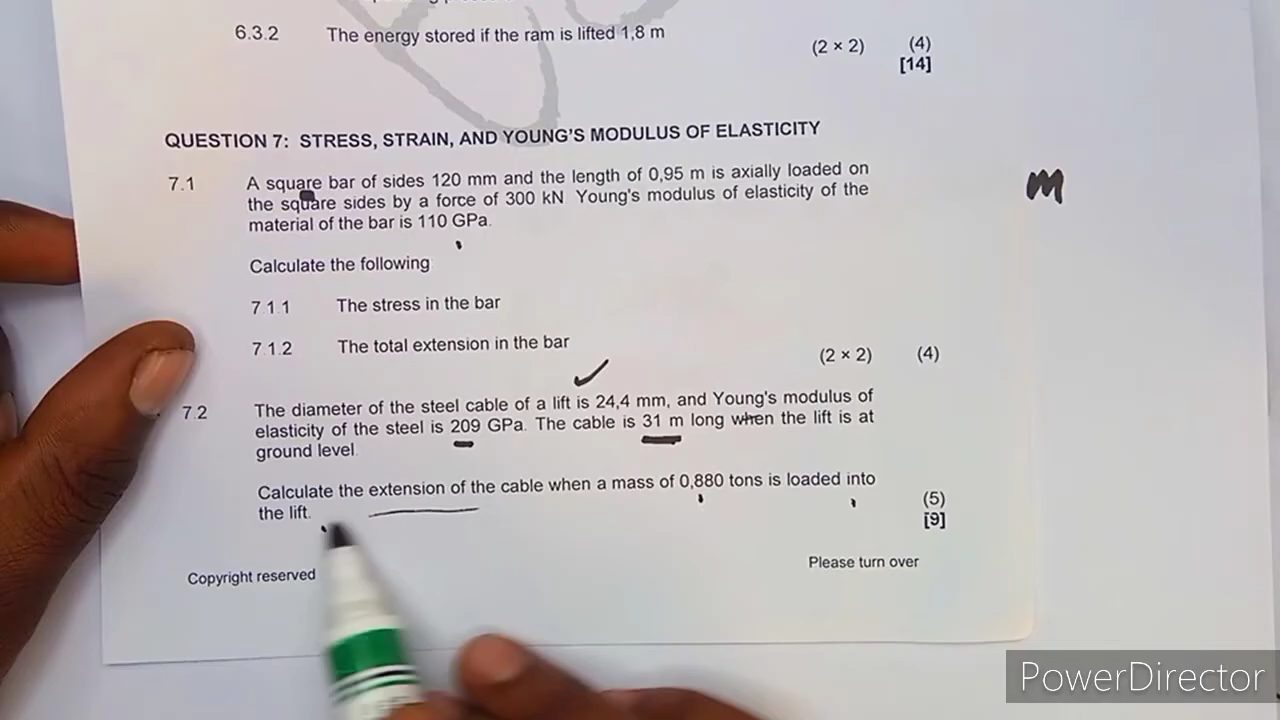 6.3.2 The energy stored if the ram is lifted 1,8 m
(2 × 2) (4)
[14]
QUESTION 7: STRESS, STRAIN, AND YOUNG'S MODULUS OF ELASTICITY
7.1 A square bar of sides 120 mm and the length of 0,95 m is axially loaded on
the square sides by a force of 300 kN Young's modulus of elasticity of the
material of the bar is 110 GPa.
Calculate the following
7.1.1 The stress in the bar
7.1.2 The total extension in the bar
(2 × 2) (4)
7.2 The diameter of the steel cable of a lift is 24,4 mm, and Young's modulus of
elasticity of the steel is 209 GPa. The cable is 31 m long when the lift is at
ground level.
Calculate the extension of the cable when a mass of 0,880 tons is loaded into
the lift.
(5)
[9]
Copyright reserved
Please turn over
m
PowerDirector